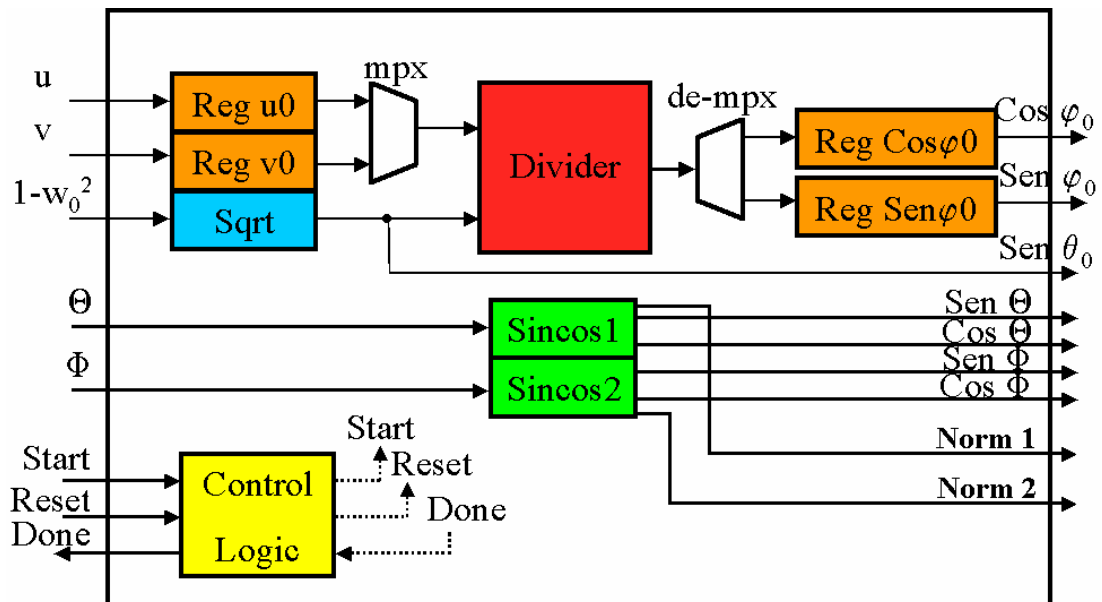 u
v
1-w₀²
Reg u0
Reg v0
Sqrt
mpx
Divider
de-mpx
Reg Cosφ0
Reg Senφ0
Cos φ₀
Sen φ₀
Sen θ₀
Θ
Φ
Sincos1
Sincos2
Sen Θ
Cos Θ
Sen Φ
Cos Φ
Norm 1
Norm 2
Start
Reset
Done
Control
Logic
Start
Reset
Done